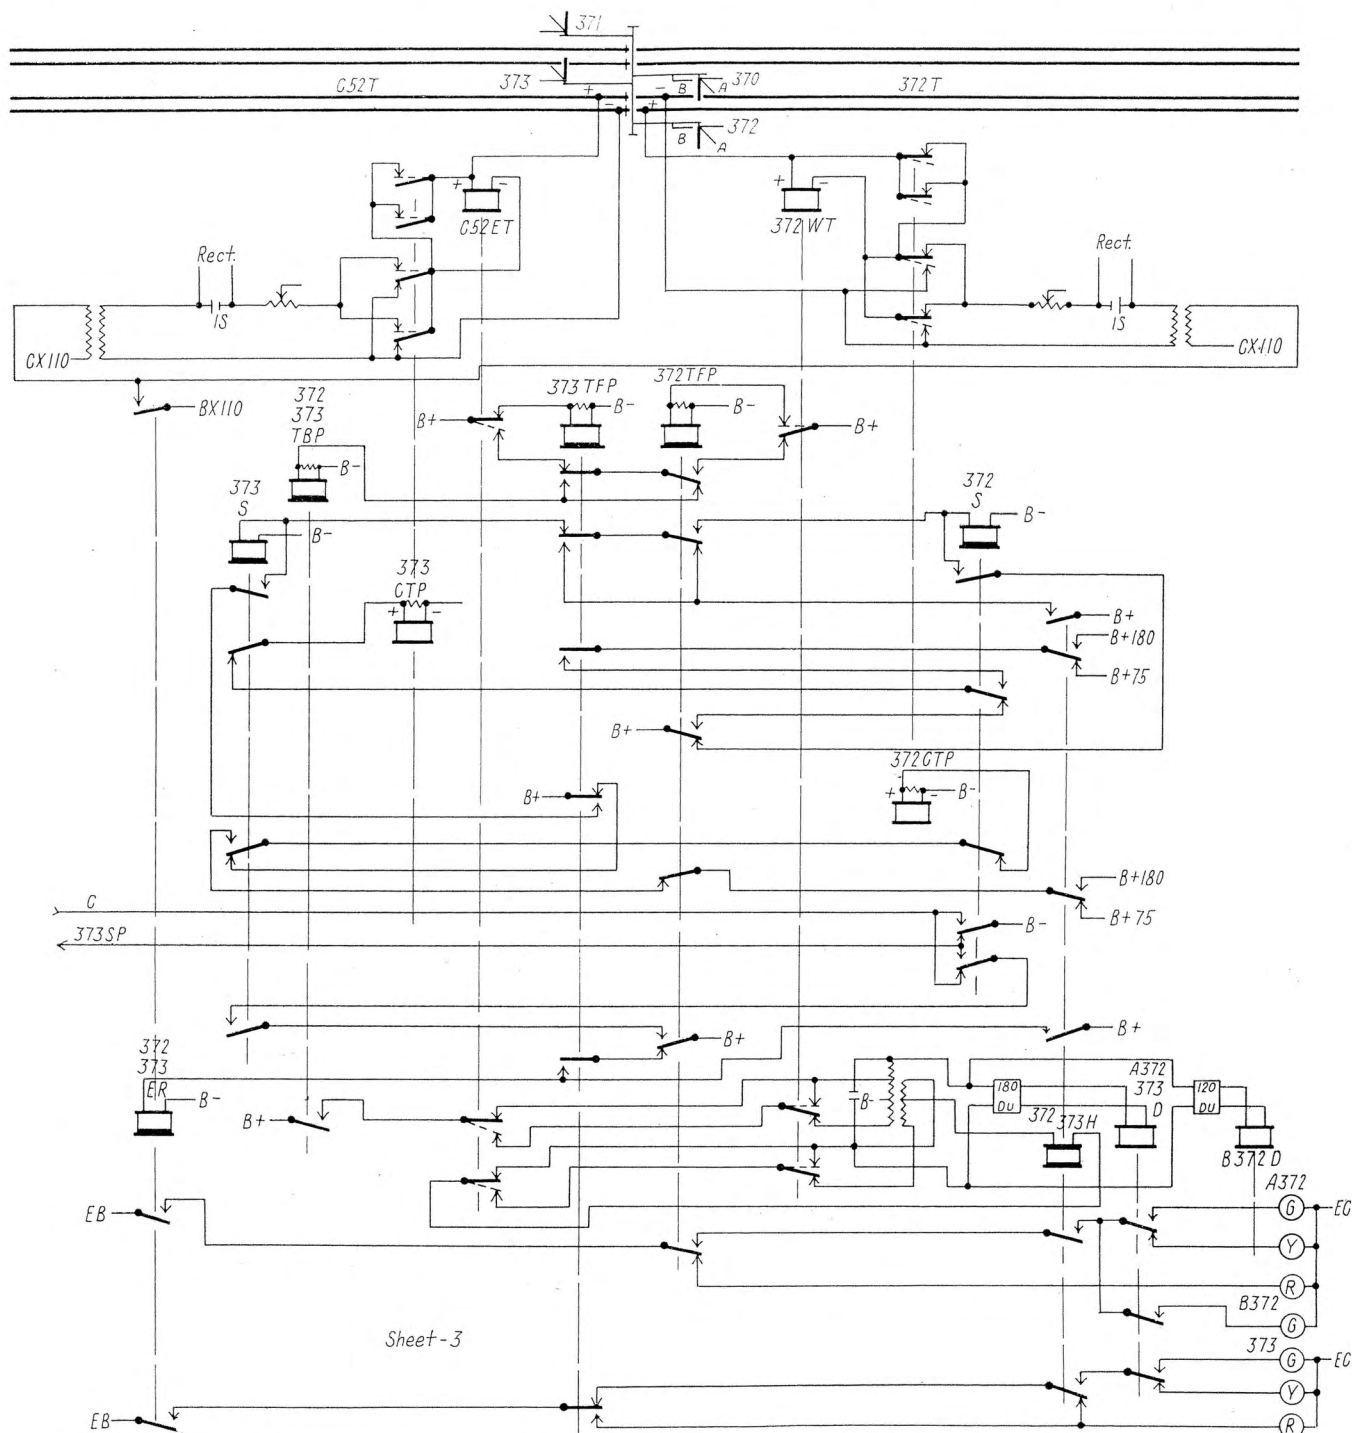 371
C52T
373
+
-
-
+
B
A
370
372T
372
B
A
+
-
C52ET
+
-
372WT
Rect.
1S
CX110
Rect.
1S
CX110
BX110
372
373
TBP
B-
B+
373TFP
B-
372TFP
B-
B+
373
S
B-
372
S
B-
373
CTP
+
-
B+
B+180
B+75
B+
372CTP
+
-
B-
B+
B+180
B+75
C
B-
373SP
B+
B+
372
373
ER
B-
B+
B-
180
DU
A372
373
D
120
DU
372
373H
B372D
A372
EB
G
EC
Y
R
B372
G
Sheet-3
373
G
EC
Y
EB
R